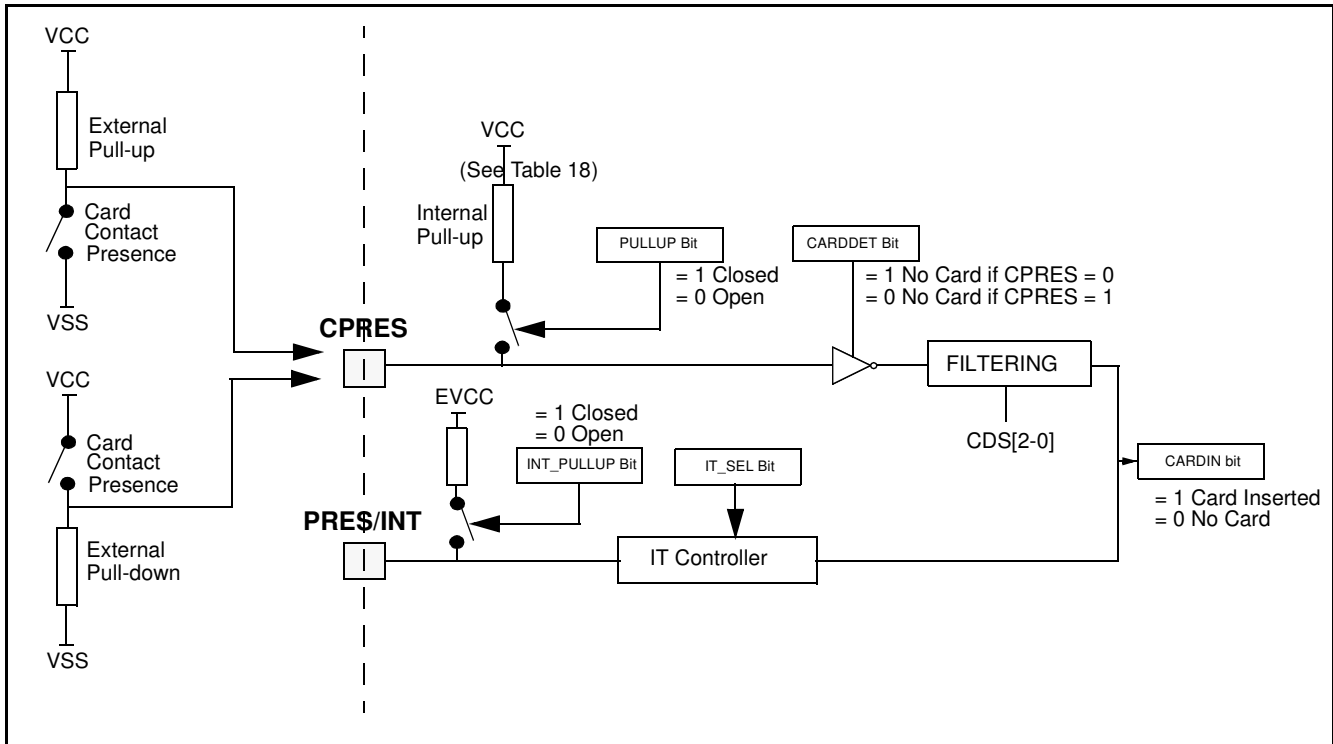 VCC
External
Pull-up
Card
Contact
Presence
VSS
VCC
Card
Contact
Presence
External
Pull-down
VSS
VCC
(See Table 18)
Internal
Pull-up
PULLUP Bit
= 1 Closed
= 0 Open
CARDDET Bit
= 1 No Card if CPRES = 0
= 0 No Card if CPRES = 1
CPRES
FILTERING
CDS[2-0]
EVCC
= 1 Closed
= 0 Open
INT_PULLUP Bit
IT_SEL Bit
PRES/INT
IT Controller
CARDIN bit
= 1 Card Inserted
= 0 No Card